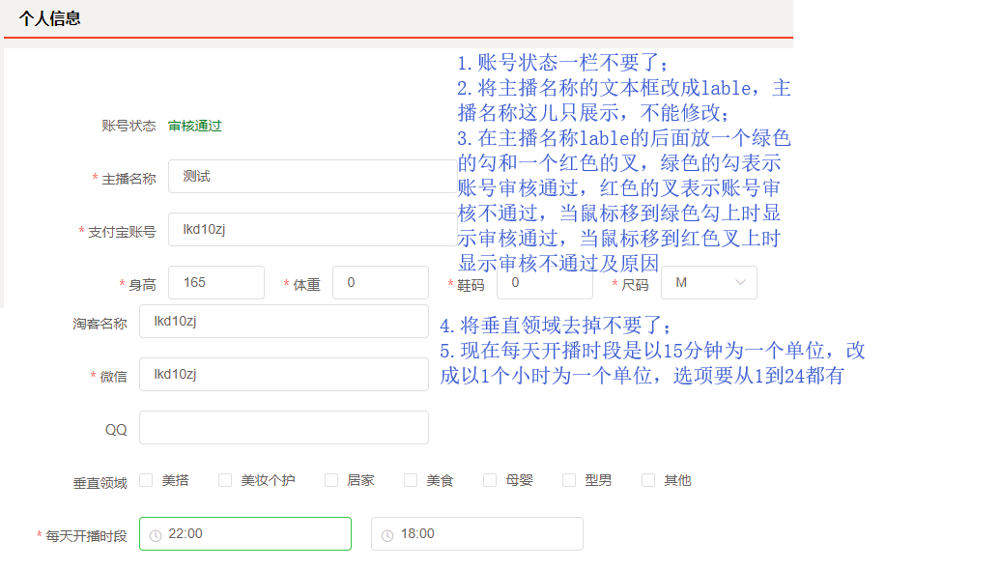 个人信息
1.账号状态一栏不要了;
2.将主播名称的文本框改成lable，主
播名称这儿只展示，不能修改;
3.在主播名称lable的后面放一个绿色
的勾和一个红色的叉，绿色的勾表示
账号审核通过，红色的叉表示账号审
核不通过，当鼠标移到绿色勾上时显
示审核通过，当鼠标移到红色叉上时
显示审核不通过及原因
账号状态 审核通过
* 主播名称 测试
* 支付宝账号 lkd10zj
* 身高 165 * 体重 0 * 鞋码 0 * 尺码 M
淘客名称 lkd10zj
4.将垂直领域去掉不要了;
5.现在每天开播时段是以15分钟为一个单位，改
成以1个小时为一个单位，选项要从1到24都有
* 微信 lkd10zj
QQ
垂直领域 美搭 美妆个护 居家 美食 母婴 型男 其他
* 每天开播时段 22:00 18:00